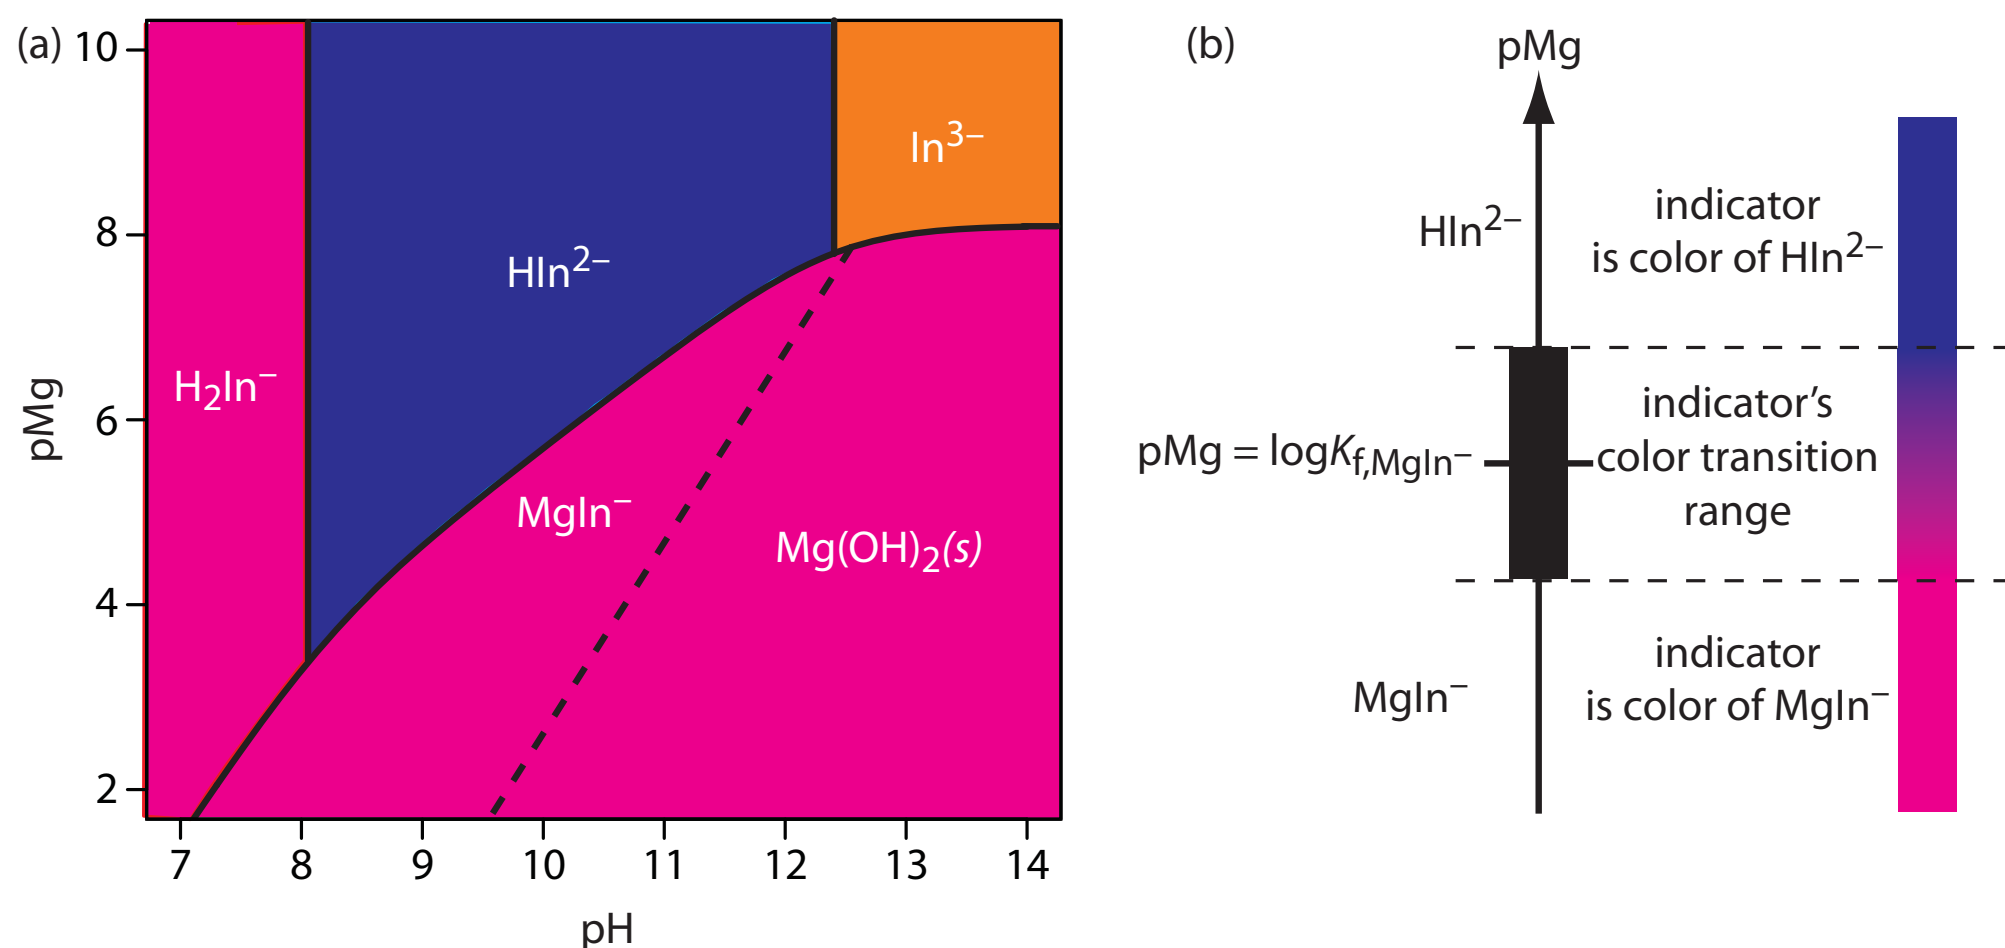 (a)
10
8
6
4
2
pMg
H₂In⁻
HIn²⁻
In³⁻
MgIn⁻
Mg(OH)₂(s)
7 8 9 10 11 12 13 14
pH
(b)
pMg
HIn²⁻
indicator
is color of HIn²⁻
pMg = logKf,MgIn⁻
indicator's
color transition
range
MgIn⁻
indicator
is color of MgIn⁻